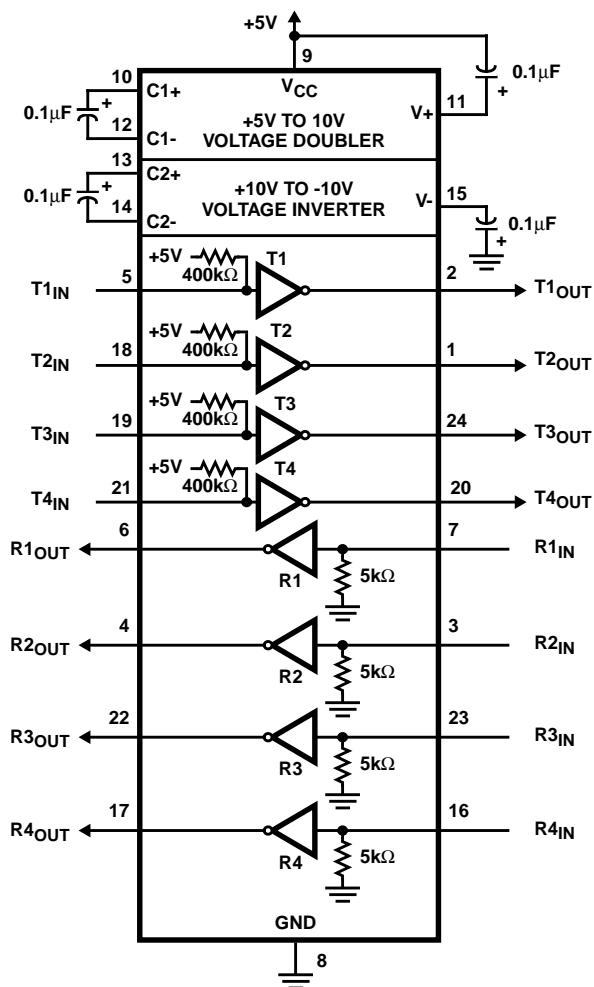 +5V
9
10
C1+
VCC
0.1μF
+
0.1μF
+
11
V+
12
C1-
+5V TO 10V
VOLTAGE DOUBLER
13
C2+
0.1μF
+
+10V TO -10V
VOLTAGE INVERTER
14
C2-
V-
15
0.1μF
+
+5V
400kΩ
T1
T1IN
5
2
T1OUT
+5V
400kΩ
T2
T2IN
18
1
T2OUT
+5V
400kΩ
T3
T3IN
19
24
T3OUT
+5V
400kΩ
T4
T4IN
21
20
T4OUT
R1OUT
6
7
R1IN
R1
5kΩ
R2OUT
4
3
R2IN
R2
5kΩ
R3OUT
22
23
R3IN
R3
5kΩ
R4OUT
17
16
R4IN
R4
5kΩ
GND
8